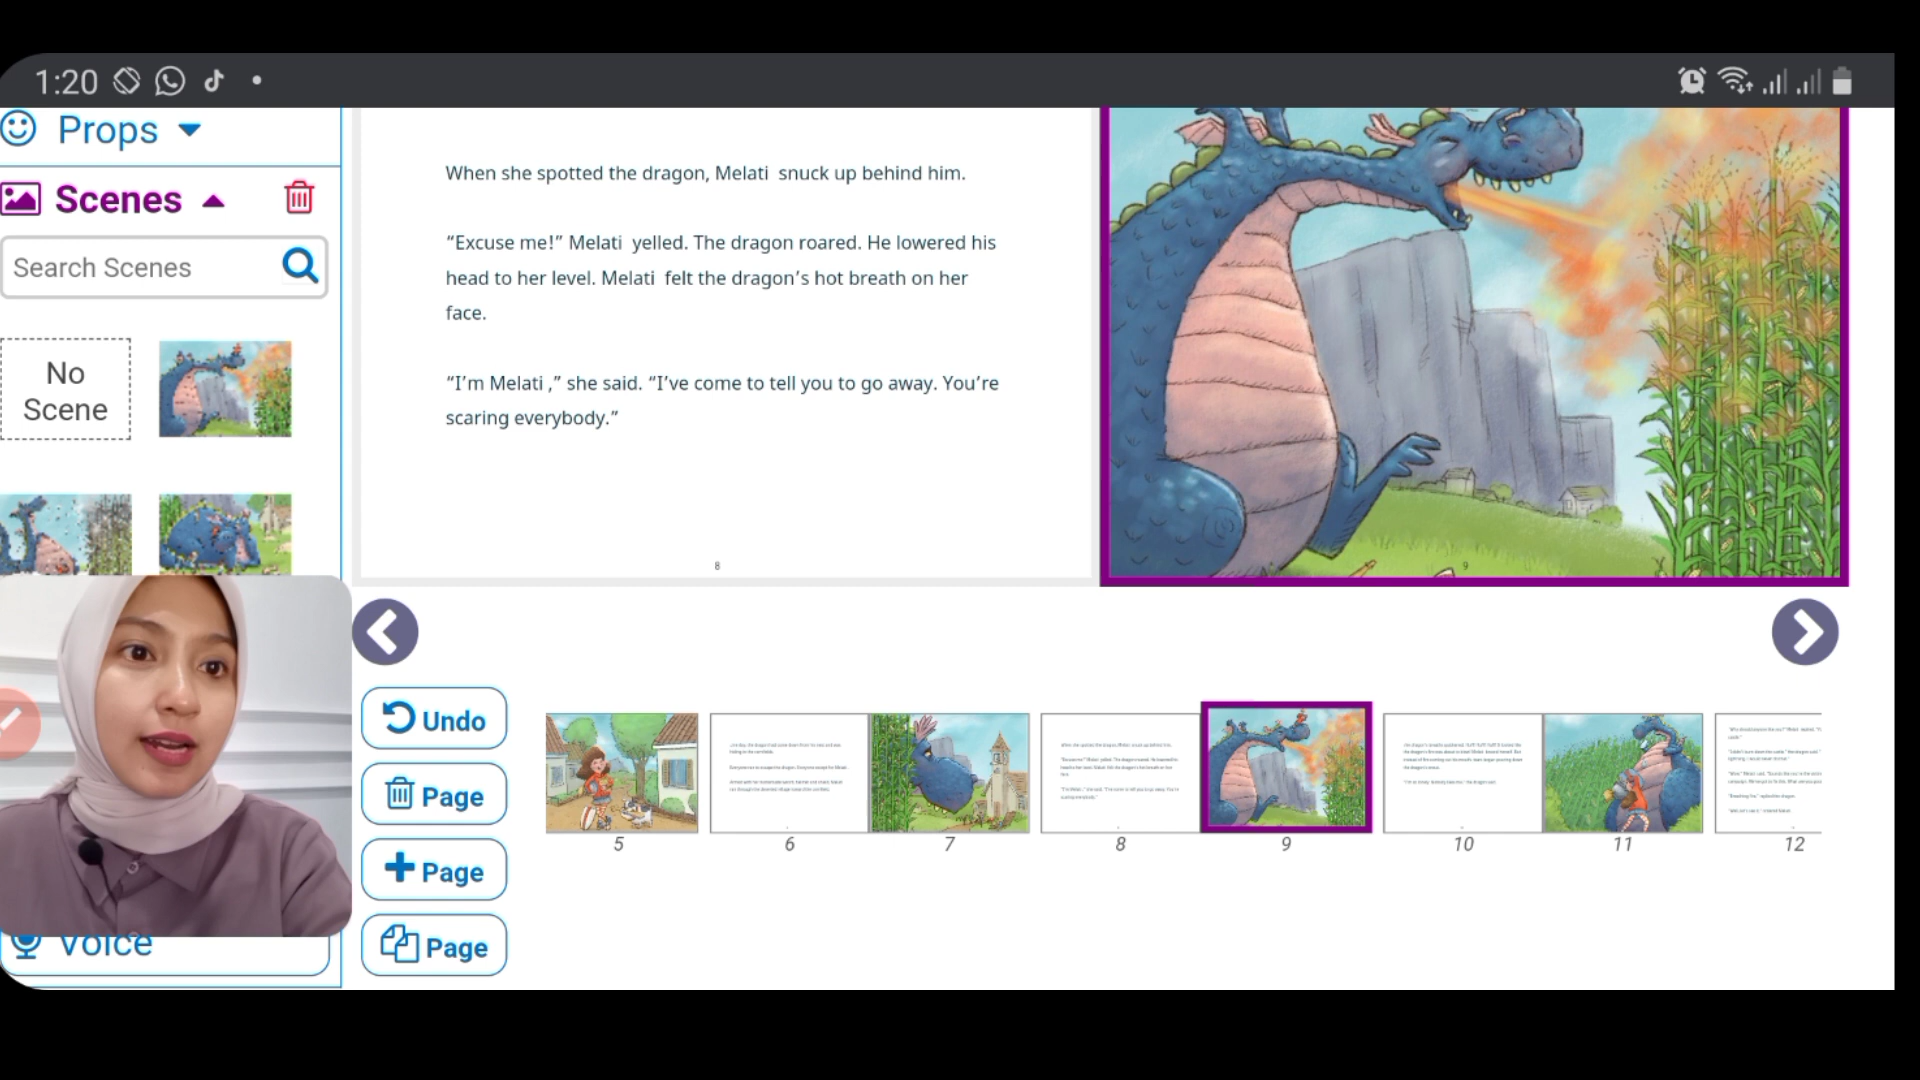 1:20
Props
Scenes
Search Scenes
No
Scene
When she spotted the dragon, Melati snuck up behind him.
“Excuse me!” Melati yelled. The dragon roared. He lowered his
head to her level. Melati felt the dragon’s hot breath on her
face.
“I’m Melati ,” she said. “I’ve come to tell you to go away. You’re
scaring everybody.”
8
9
Voice
Undo
Page
Page
Page
5
6
7
8
9
10
11
12